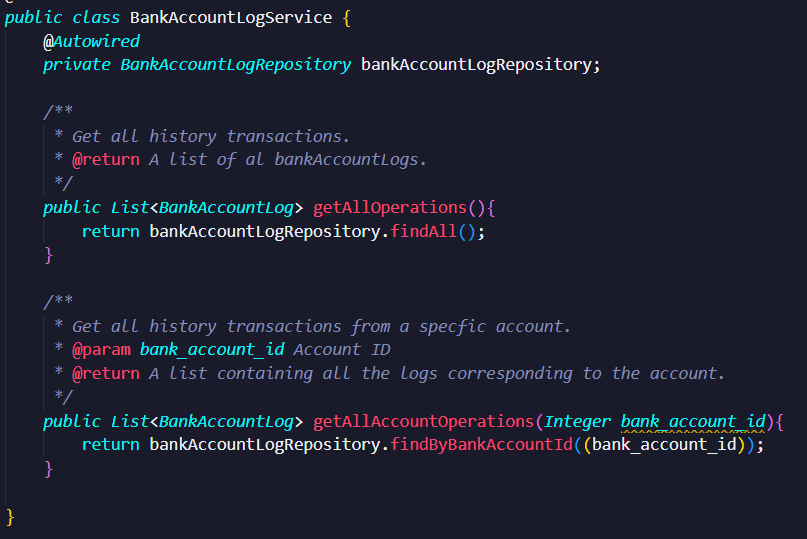 public class BankAccountLogService {
@Autowired
private BankAccountLogRepository bankAccountLogRepository;
/**
* Get all history transactions.
* @return A list of al bankAccountLogs.
*/
public List<BankAccountLog> getAllOperations(){
return bankAccountLogRepository.findAll();
}
/**
* Get all history transactions from a specfic account.
* @param bank_account_id Account ID
* @return A list containing all the logs corresponding to the account.
*/
public List<BankAccountLog> getAllAccountOperations(Integer bank_account_id){
return bankAccountLogRepository.findByBankAccountId((bank_account_id));
}
}